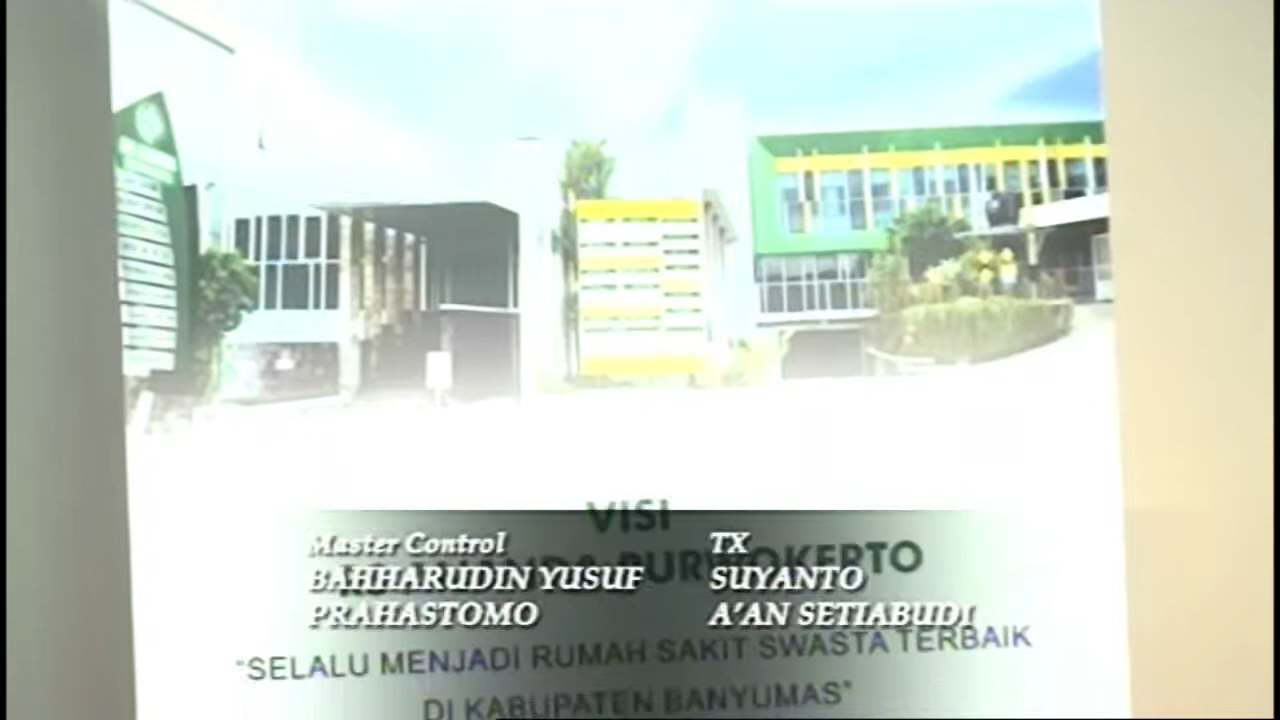 VISI
PURWOKERTO
"SELALU MENJADI RUMAH SAKIT SWASTA TERBAIK
DI KABUPATEN BANYUMAS"
Master Control
BAHHARUDIN YUSUF
PRAHASTOMO
TX
SUYANTO
A'AN SETIABUDI